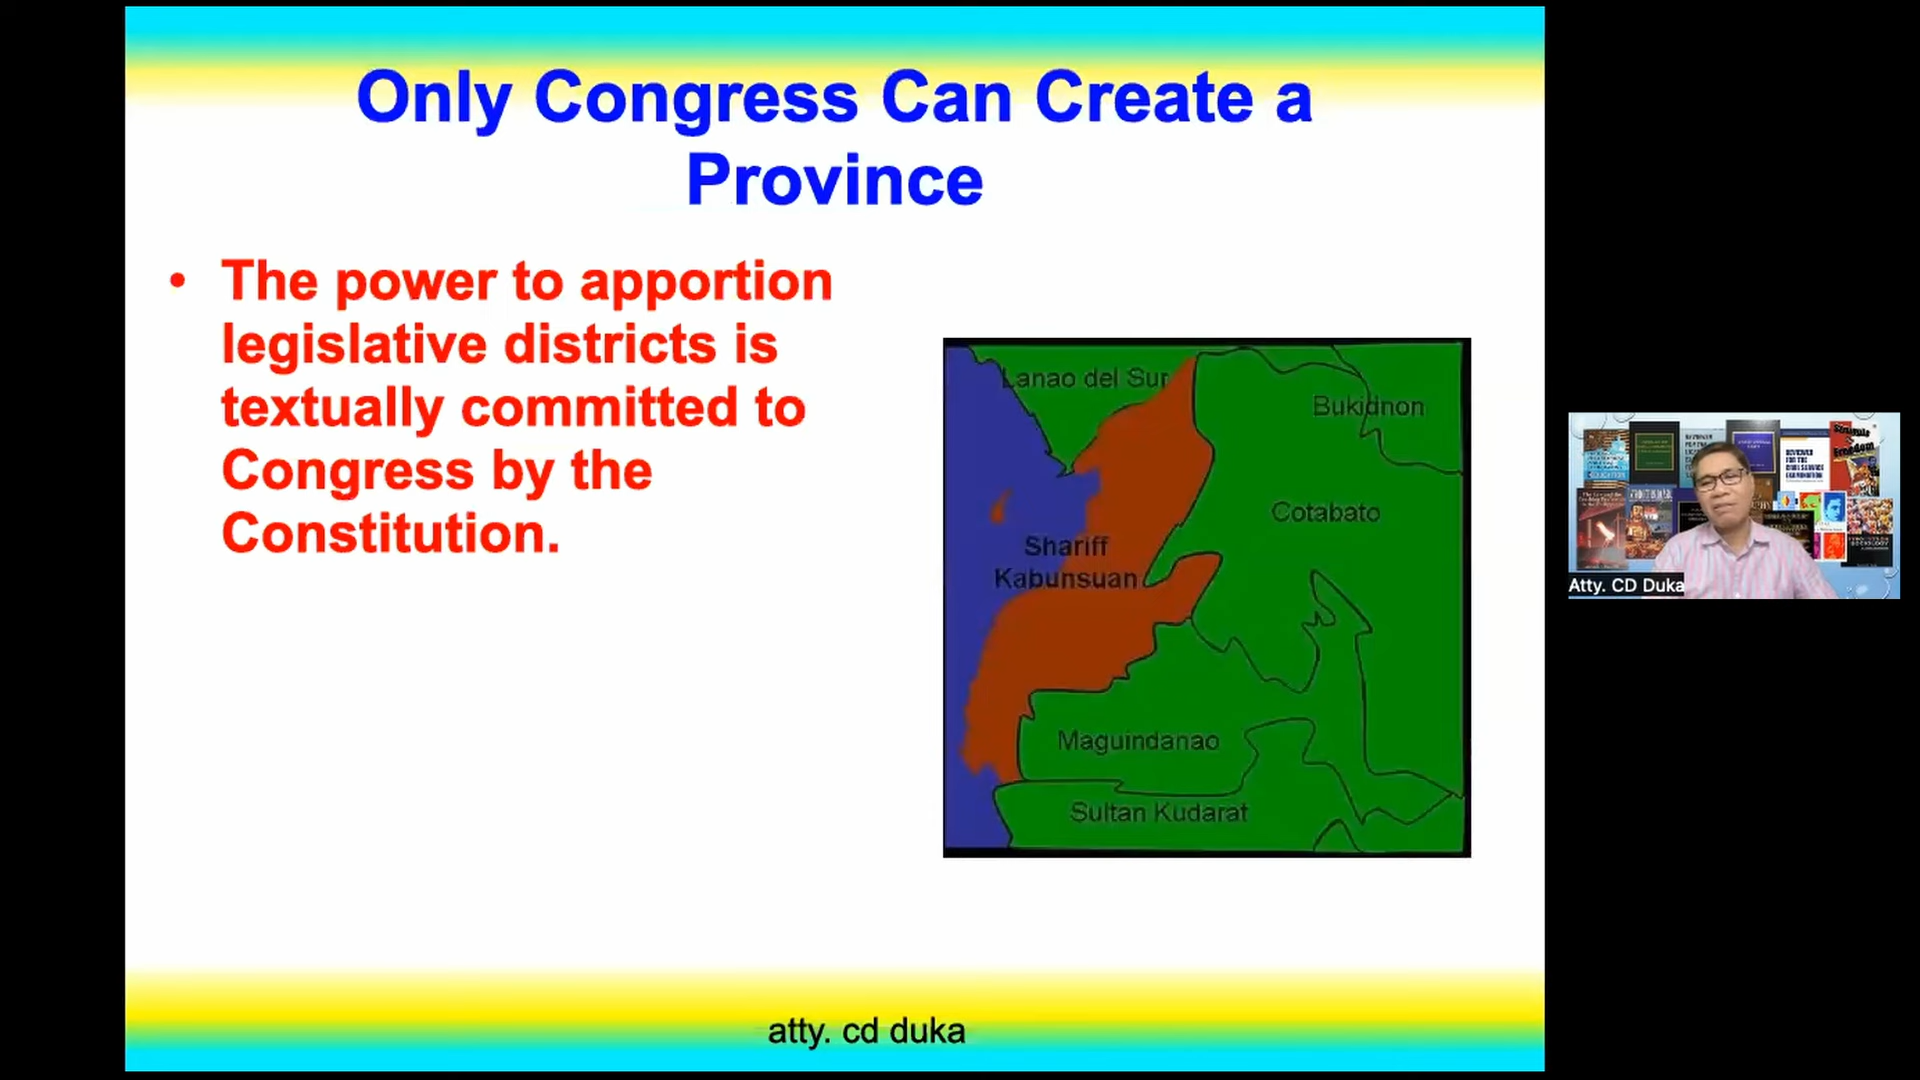 Only Congress Can Create a
Province
• The power to apportion
legislative districts is
textually committed to
Congress by the
Constitution.
Lanao del Sur
Bukidnon
Cotabato
Shariff
Kabunsuan
Maguindanao
Sultan Kudarat
atty. cd duka
Atty. CD Duka